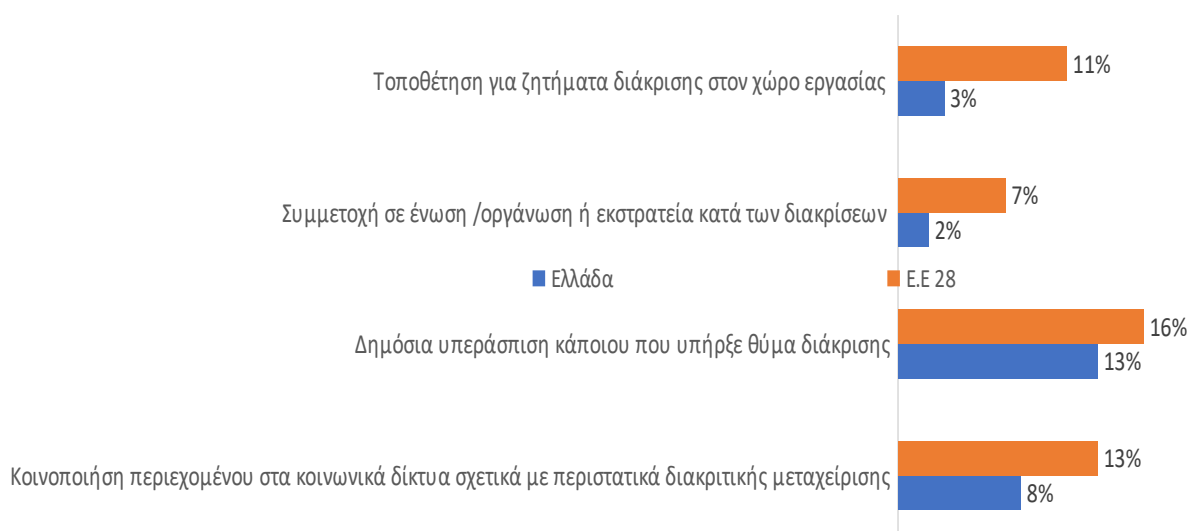 Τοποθέτηση για ζητήματα διάκρισης στον χώρο εργασίας
11%
3%
Συμμετοχή σε ένωση /οργάνωση ή εκστρατεία κατά των διακρίσεων
7%
2%
Ελλάδα
Ε.Ε 28
Δημόσια υπεράσπιση κάποιου που υπήρξε θύμα διάκρισης
16%
13%
Κοινοποιήση περιεχομένου στα κοινωνικά δίκτυα σχετικά με περιστατικά διακριτικής μεταχείρισης
13%
8%